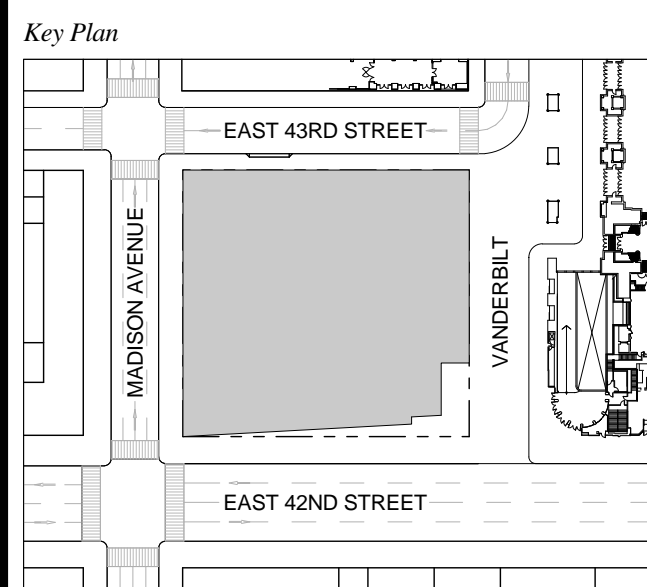 Key Plan
EAST 43RD STREET
MADISON AVENUE
VANDERBILT
EAST 42ND STREET